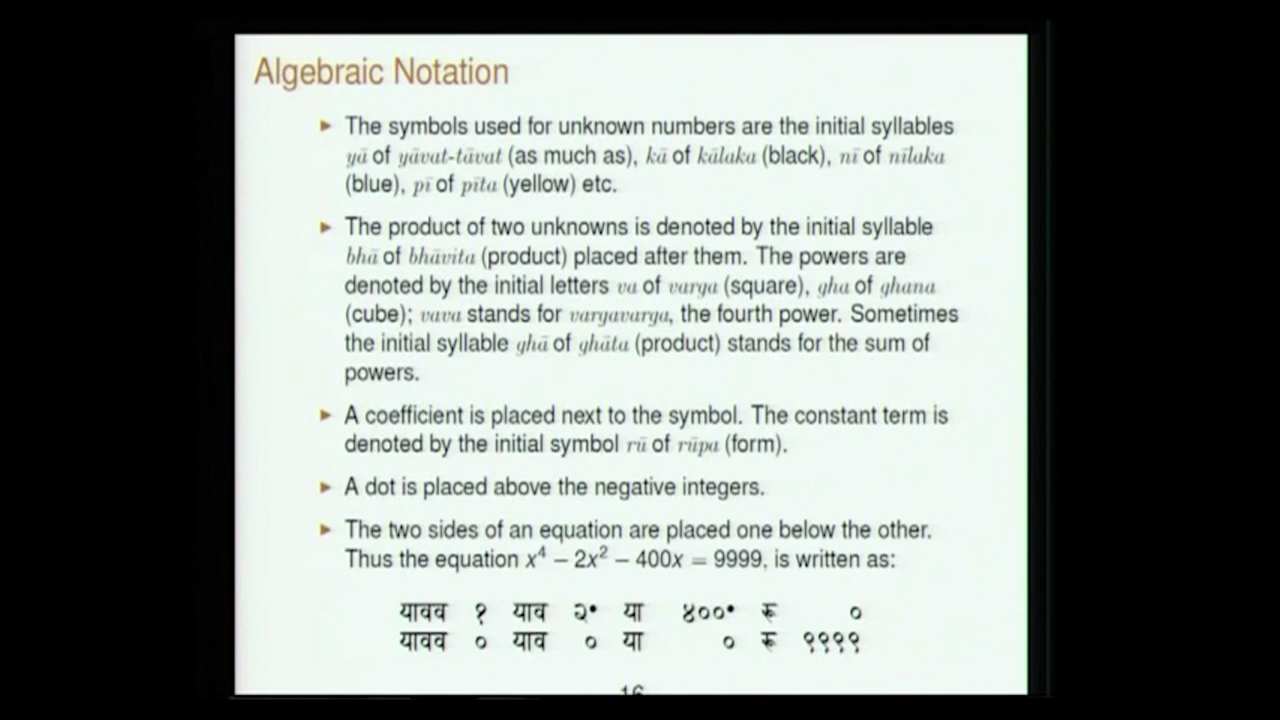 Algebraic Notation
► The symbols used for unknown numbers are the initial syllables
yā of yāvat-tāvat (as much as), kā of kālaka (black), nī of nīlaka
(blue), pī of pīta (yellow) etc.
► The product of two unknowns is denoted by the initial syllable
bhā of bhāvita (product) placed after them. The powers are
denoted by the initial letters va of varga (square), gha of ghana
(cube); vava stands for vargavarga, the fourth power. Sometimes
the initial syllable ghā of ghāta (product) stands for the sum of
powers.
► A coefficient is placed next to the symbol. The constant term is
denoted by the initial symbol rū of rūpa (form).
► A dot is placed above the negative integers.
► The two sides of an equation are placed one below the other.
Thus the equation x⁴ − 2x² − 400x = 9999, is written as:
यावव १ याव २• या ४००• रू ०
यावव ० याव ० या ० रू ९९९९
16